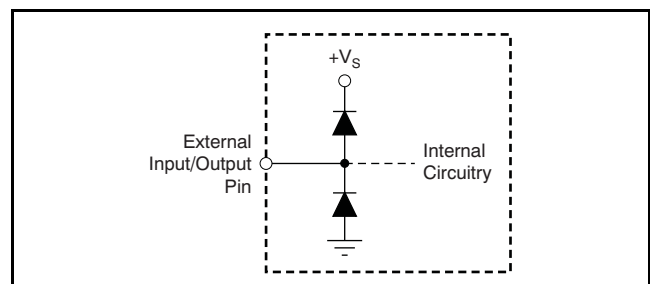 +VS
External
Input/Output
Pin
Internal
Circuitry